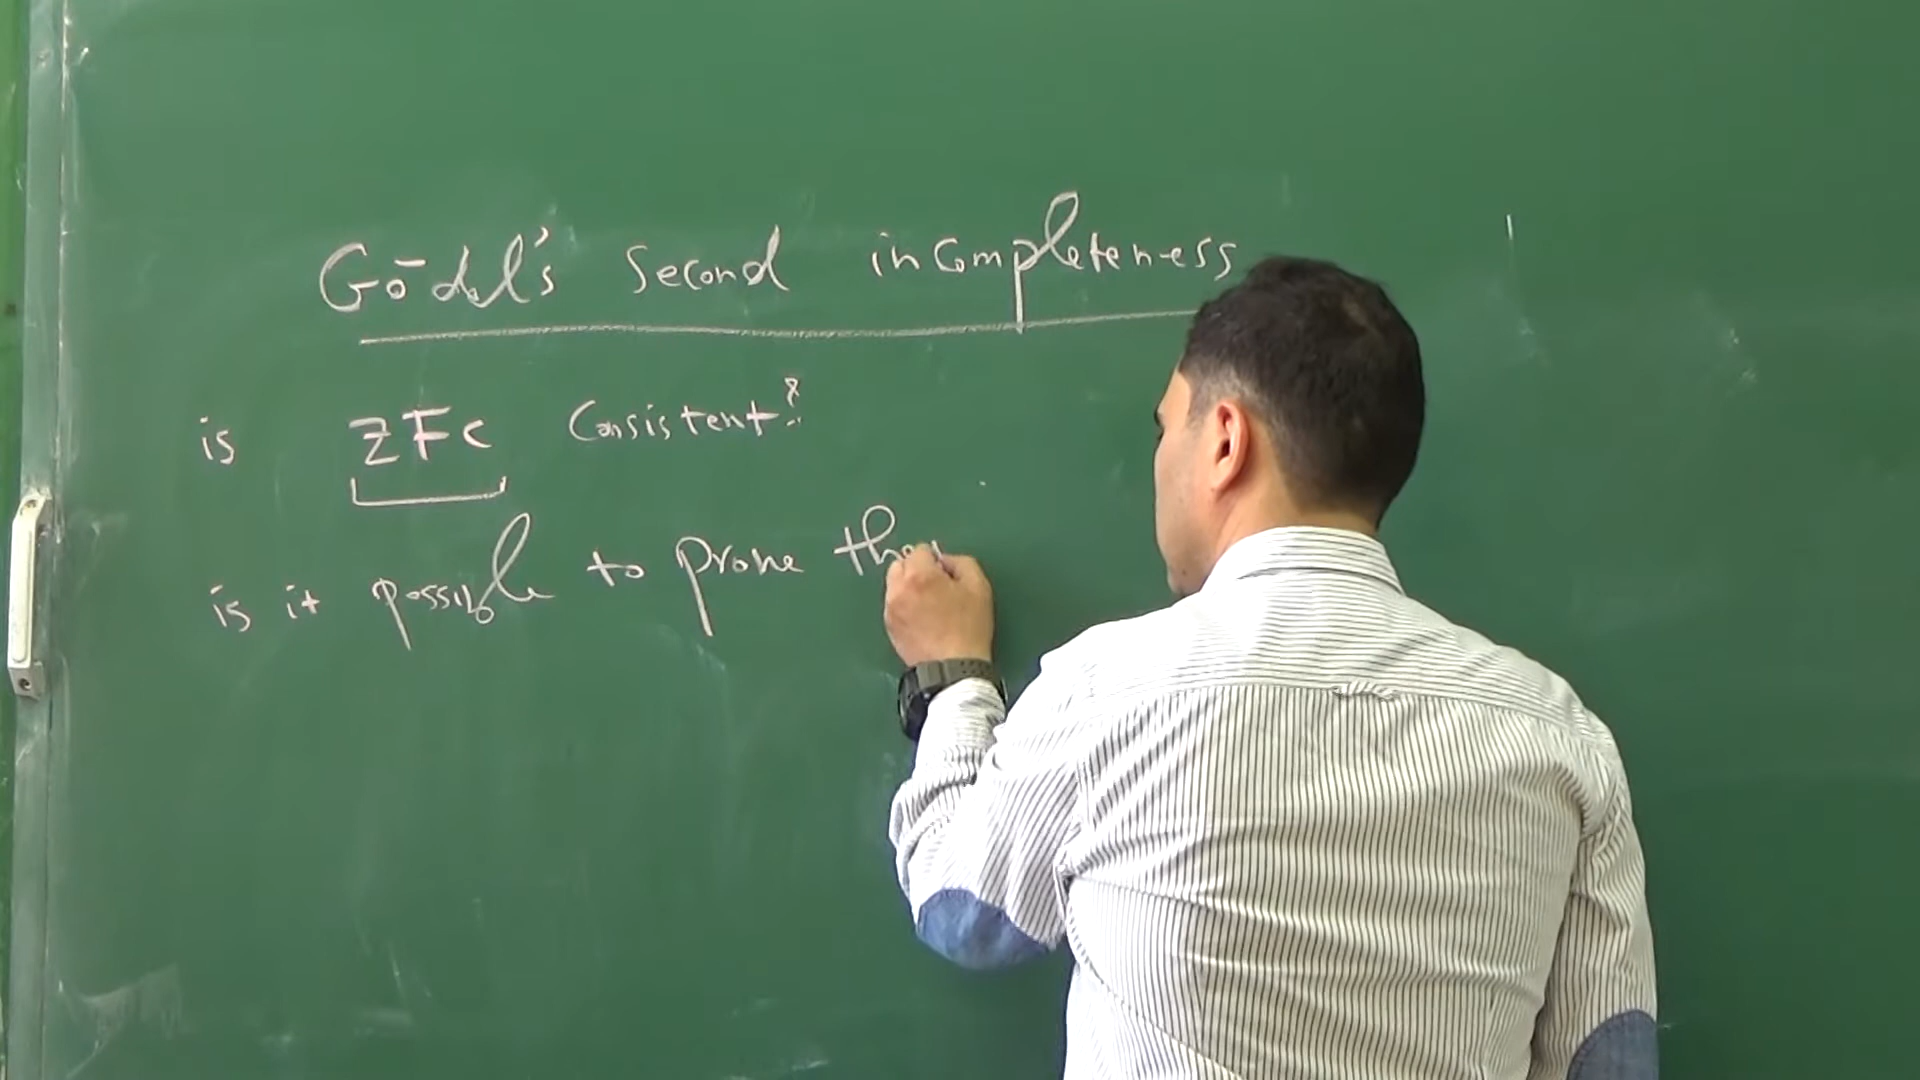 Gödel's Second incompleteness
is ZFC Consistent?
is it possible to prove